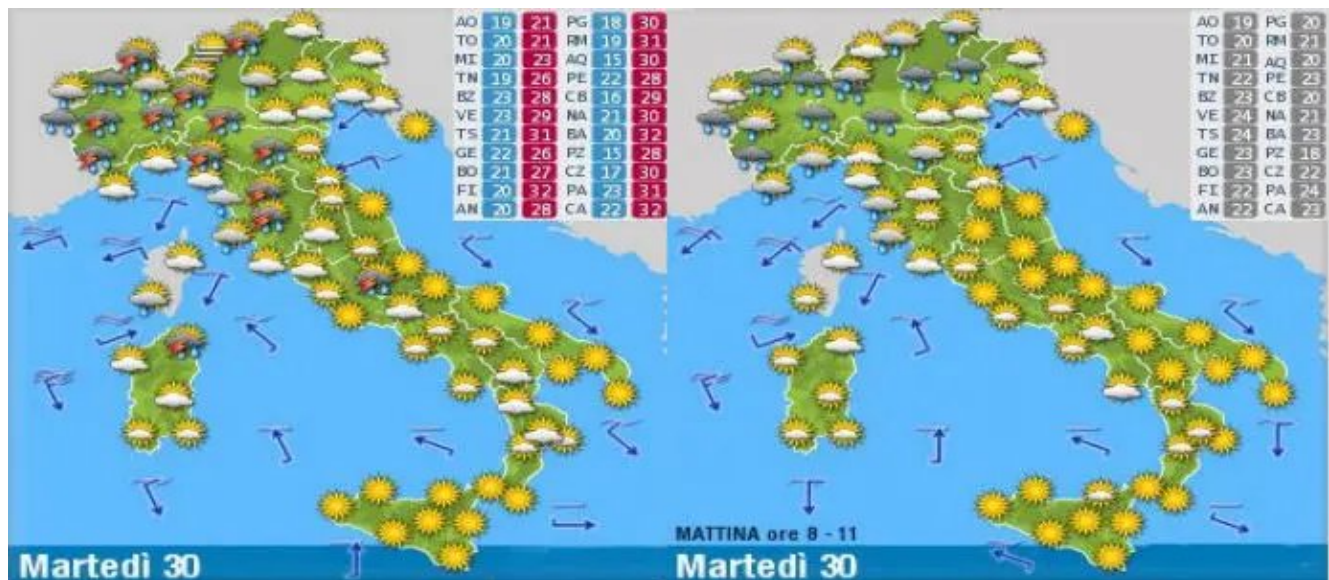 AO 19 21 PG 18 30
TO 20 21 RM 19 31
MI 20 23 AQ 15 30
TN 19 26 PE 22 28
BZ 23 28 CB 16 29
VE 23 29 NA 21 30
TS 21 31 BA 20 32
GE 22 26 PZ 15 28
BO 21 27 CZ 17 30
FI 20 32 PA 23 31
AN 20 28 CA 22 32
Martedì 30
AO 19 PG 20
TO 20 RM 21
MI 21 AQ 20
TN 22 PE 23
BZ 23 CB 20
VE 24 NA 21
TS 24 BA 23
GE 23 PZ 18
BO 23 CZ 22
FI 22 PA 24
AN 22 CA 23
MATTINA ore 8 - 11
Martedì 30